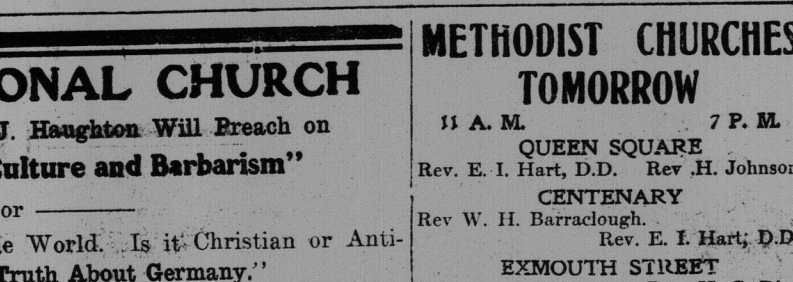 ONAL CHURCH
J. Haughton Will Preach on
ulture and Barbarism"
or
e World. Is it Christian or Anti-
Truth About Germany."
METHODIST CHURCHES
TOMORROW
11 A. M. 7 P. M.
QUEEN SQUARE
Rev. E. I. Hart, D.D. Rev .H. Johnson
CENTENARY
Rev W. H. Barraclough.
Rev. E. I. Hart, D.D
EXMOUTH STREET